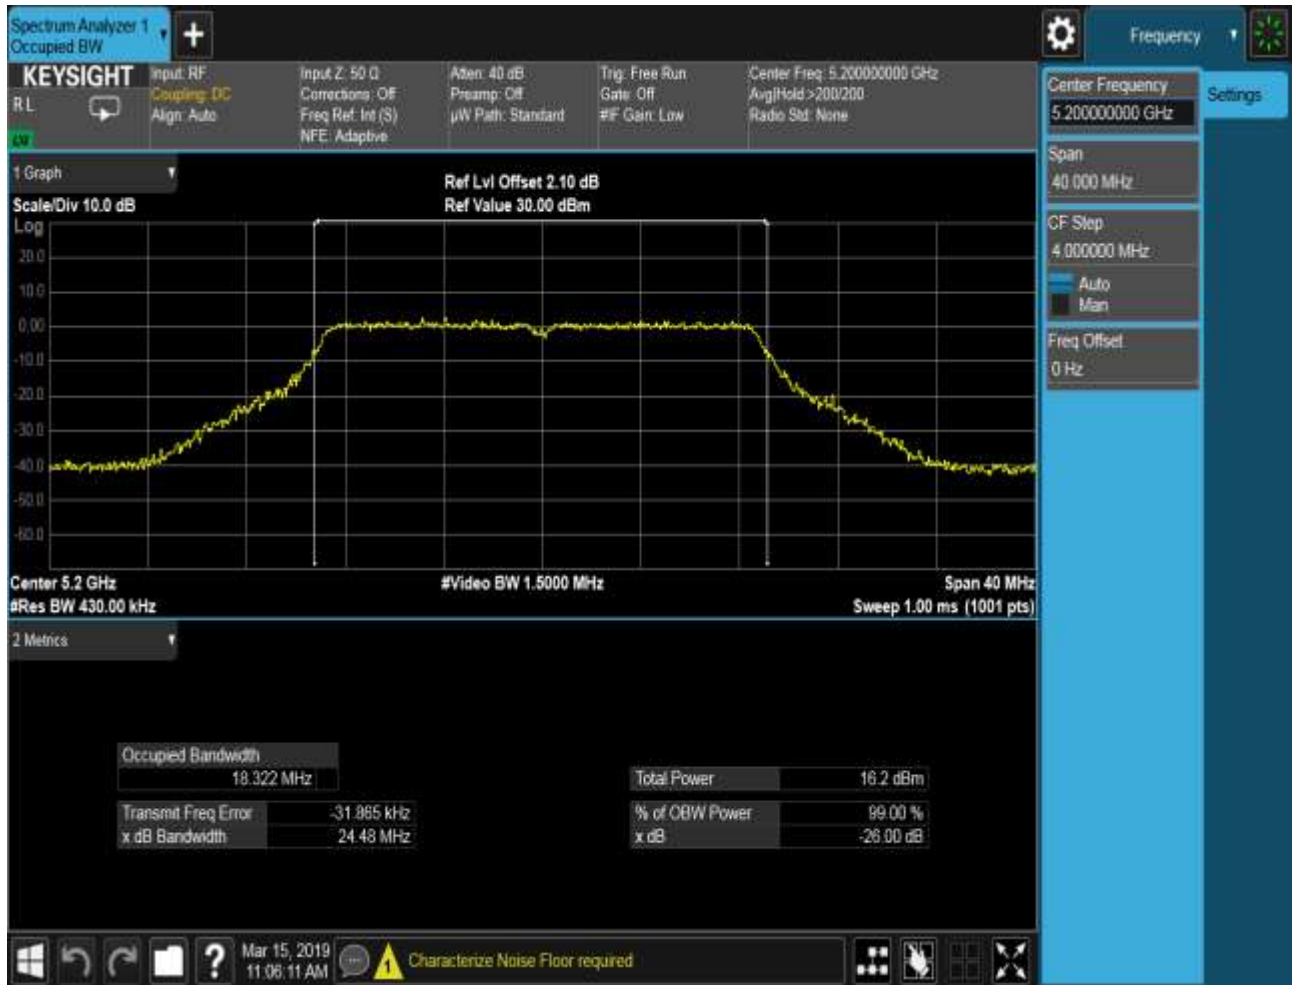 Spectrum Analyzer 1
Occupied BW
Frequency
KEYSIGHT
R L
Input: RF
Coupling: DC
Align: Auto
Input Z: 50 Ω
Corrections: Off
Freq Ref: Int (S)
NFE: Adaptive
Atten: 40 dB
Preamp: Off
µW Path: Standard
Trig: Free Run
Gate: Off
#IF Gain: Low
Center Freq: 5.200000000 GHz
Avg|Hold:>200/200
Radio Std: None
Center Frequency
5.200000000 GHz
Settings
Span
40.000 MHz
CF Step
4.000000 MHz
Auto
Man
Freq Offset
0 Hz
1 Graph
Scale/Div 10.0 dB
Ref Lvl Offset 2.10 dB
Ref Value 30.00 dBm
Log
20.0
10.0
0.00
-10.0
-20.0
-30.0
-40.0
-50.0
-60.0
Center 5.2 GHz
#Video BW 1.5000 MHz
Span 40 MHz
#Res BW 430.00 kHz
Sweep 1.00 ms (1001 pts)
2 Metrics
Occupied Bandwidth
18.322 MHz
Total Power 16.2 dBm
Transmit Freq Error -31.865 kHz
% of OBW Power 99.00 %
x dB Bandwidth 24.48 MHz
x dB -26.00 dB
?
Mar 15, 2019
11:06:11 AM
1
Characterize Noise Floor required